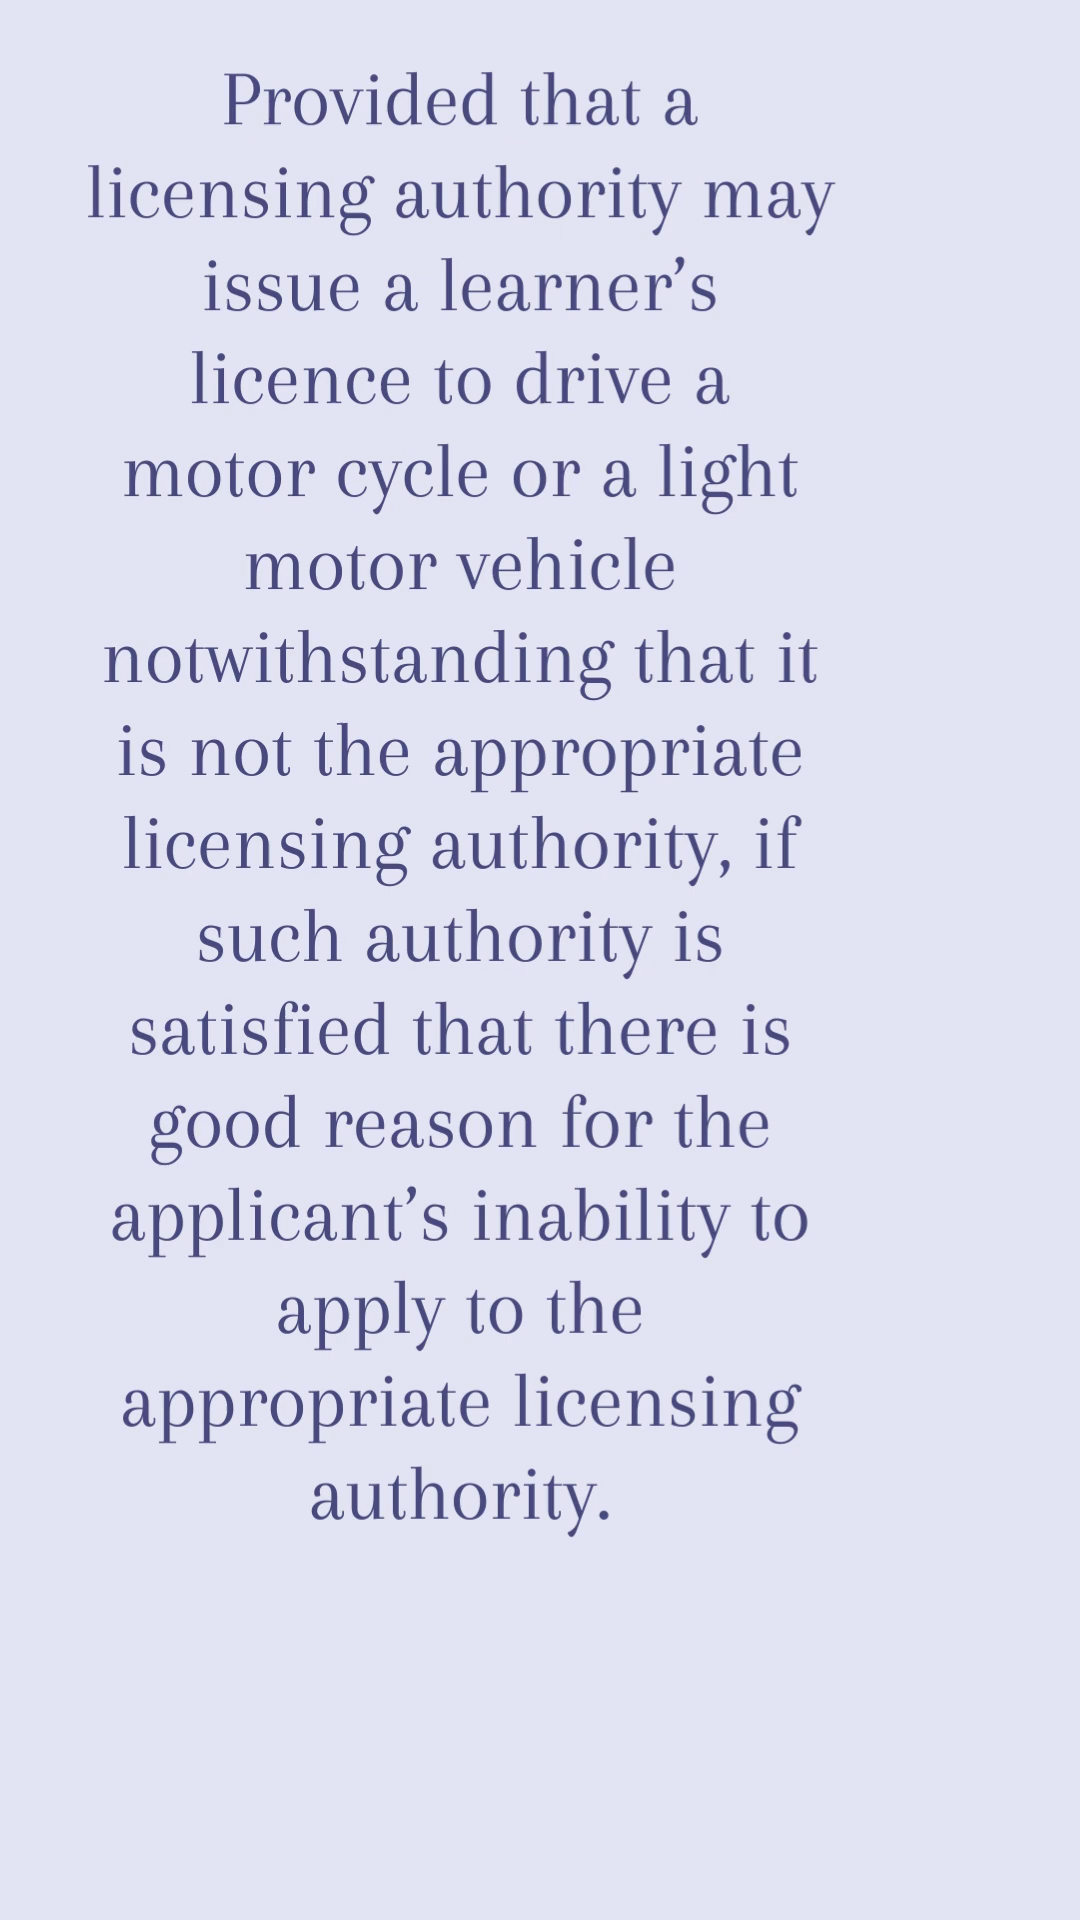 Provided that a
licensing authority may
issue a learner’s
licence to drive a
motor cycle or a light
motor vehicle
notwithstanding that it
is not the appropriate
licensing authority, if
such authority is
satisfied that there is
good reason for the
applicant’s inability to
apply to the
appropriate licensing
authority.